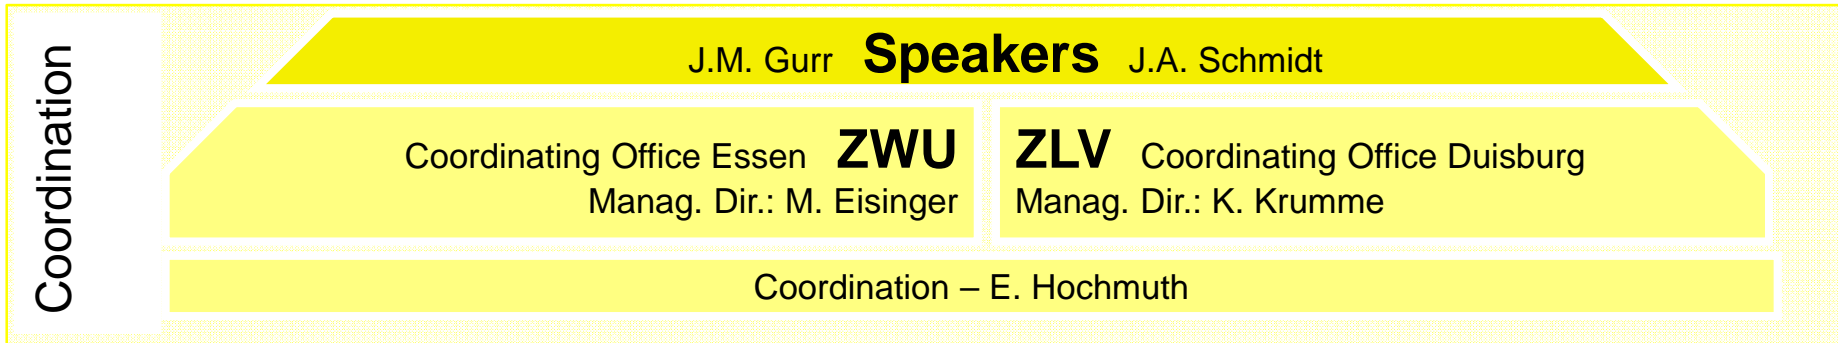 Coordination
J.M. Gurr Speakers J.A. Schmidt
Coordinating Office Essen ZWU
Manag. Dir.: M. Eisinger
ZLV Coordinating Office Duisburg
Manag. Dir.: K. Krumme
Coordination – E. Hochmuth